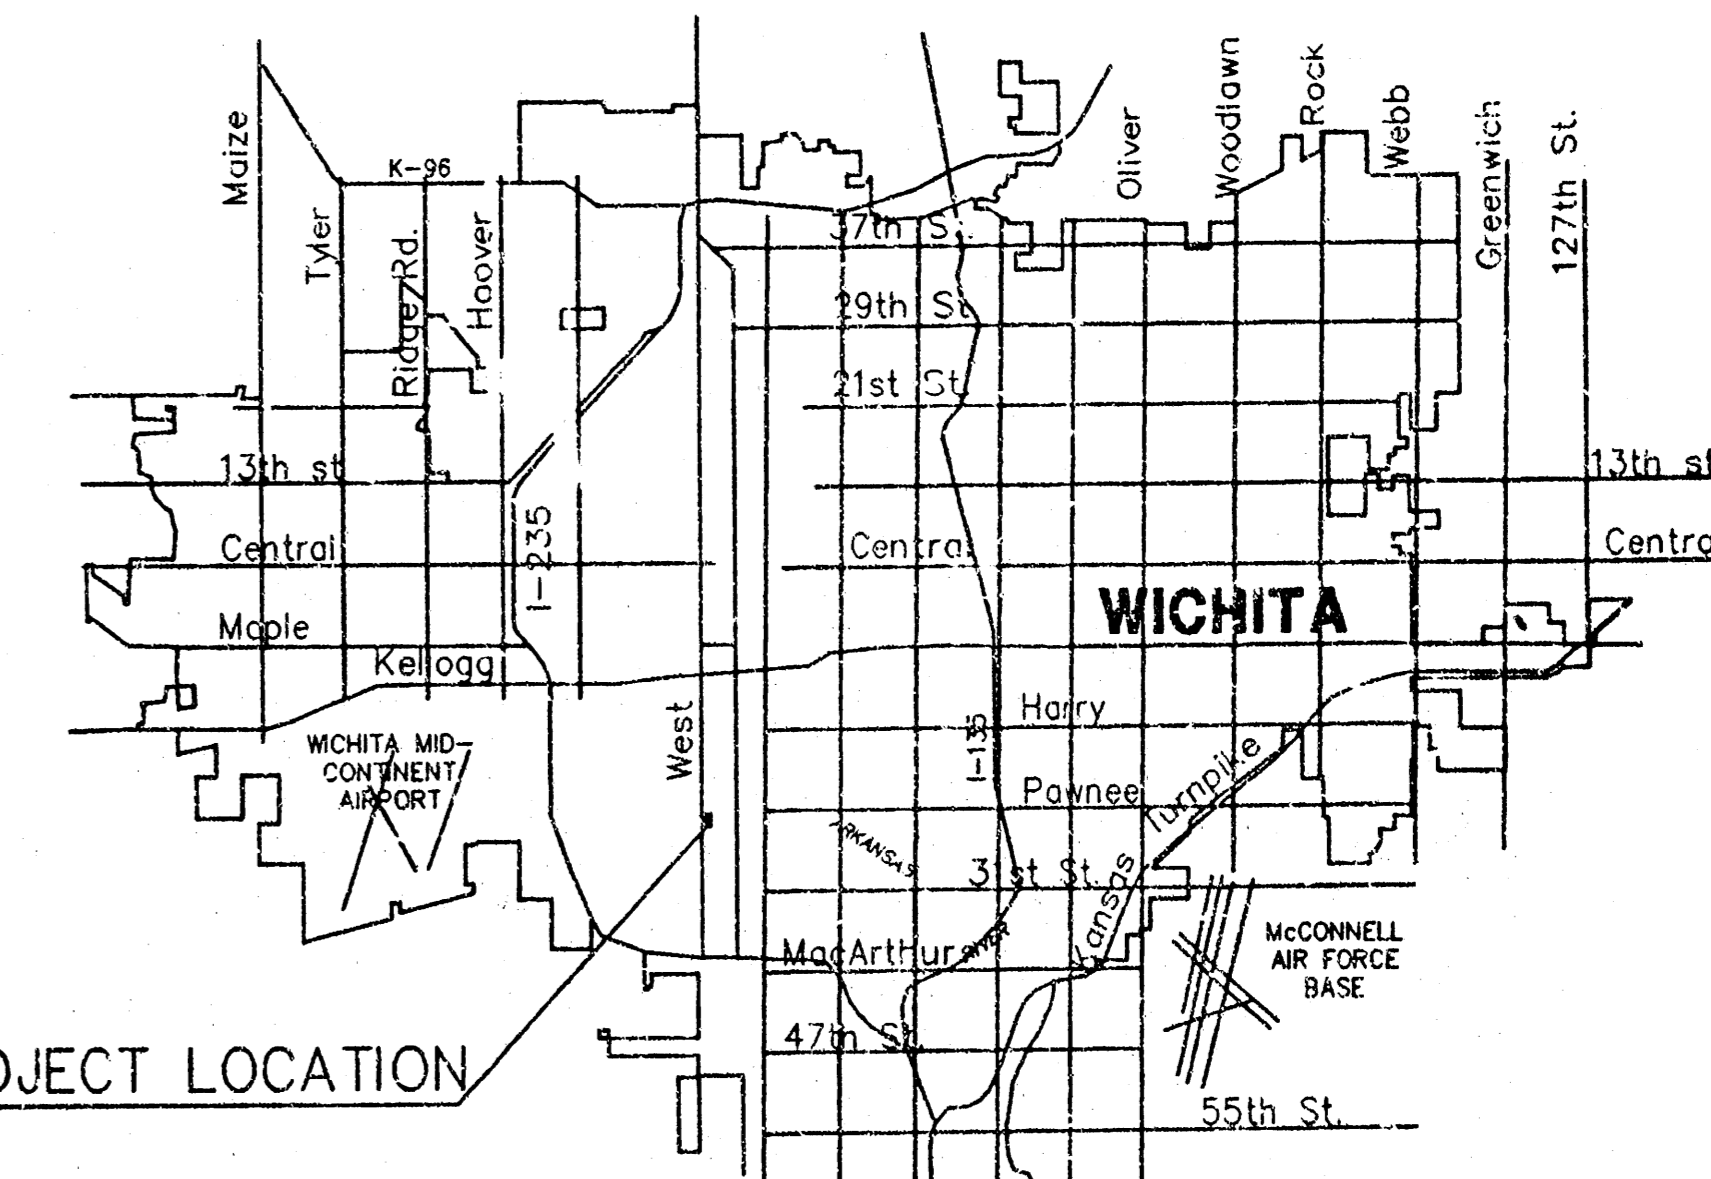 Maize
Tyler
K-96
Ridge Rd.
Hoover
Oliver
Woodlawn
Rock
Webb
Greenwich
127th St.
37th S
29th St
21st St.
13th st
13th st
I-235
Central
Central
Centra
Maple
Kellogg
WICHITA
West
I-135
Harry
Pawnee
Turnpike
Kansas
WICHITA MID-
CONTINENT
AIRPORT
ARKANSAS
RIVER
31st St.
MacArthur
McCONNELL
AIR FORCE
BASE
47th St.
OJECT LOCATION
55th St.